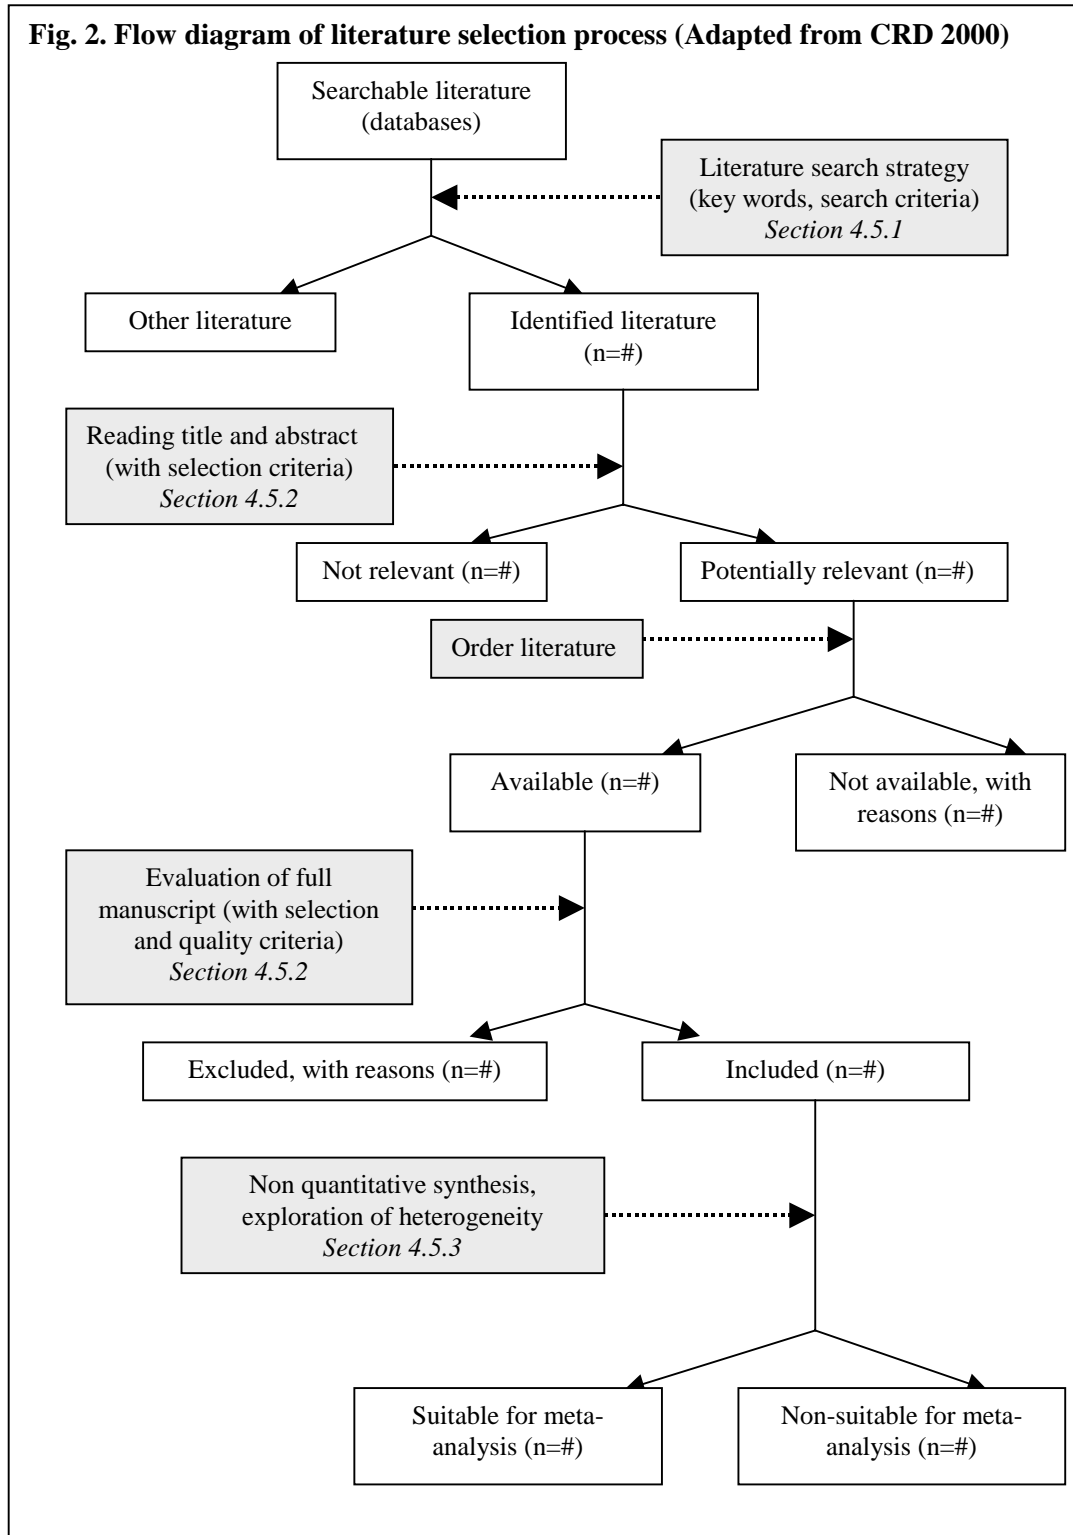 Fig. 2. Flow diagram of literature selection process (Adapted from CRD 2000)
Searchable literature
(databases)
Literature search strategy
(key words, search criteria)
Section 4.5.1
Other literature
Identified literature
(n=#)
Reading title and abstract
(with selection criteria)
Section 4.5.2
Not relevant (n=#)
Potentially relevant (n=#)
Order literature
Available (n=#)
Not available, with
reasons (n=#)
Evaluation of full
manuscript (with selection
and quality criteria)
Section 4.5.2
Excluded, with reasons (n=#)
Included (n=#)
Non quantitative synthesis,
exploration of heterogeneity
Section 4.5.3
Suitable for meta-
analysis (n=#)
Non-suitable for meta-
analysis (n=#)